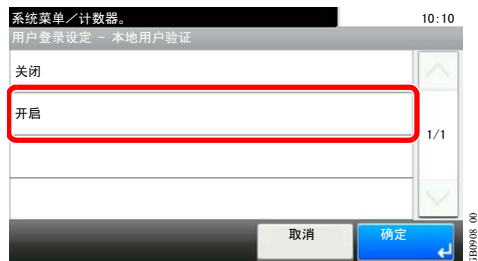 系统菜单／计数器。 10:10
用户登录设定 - 本地用户验证
关闭
开启
1/1
取消 确定
GB0908_00